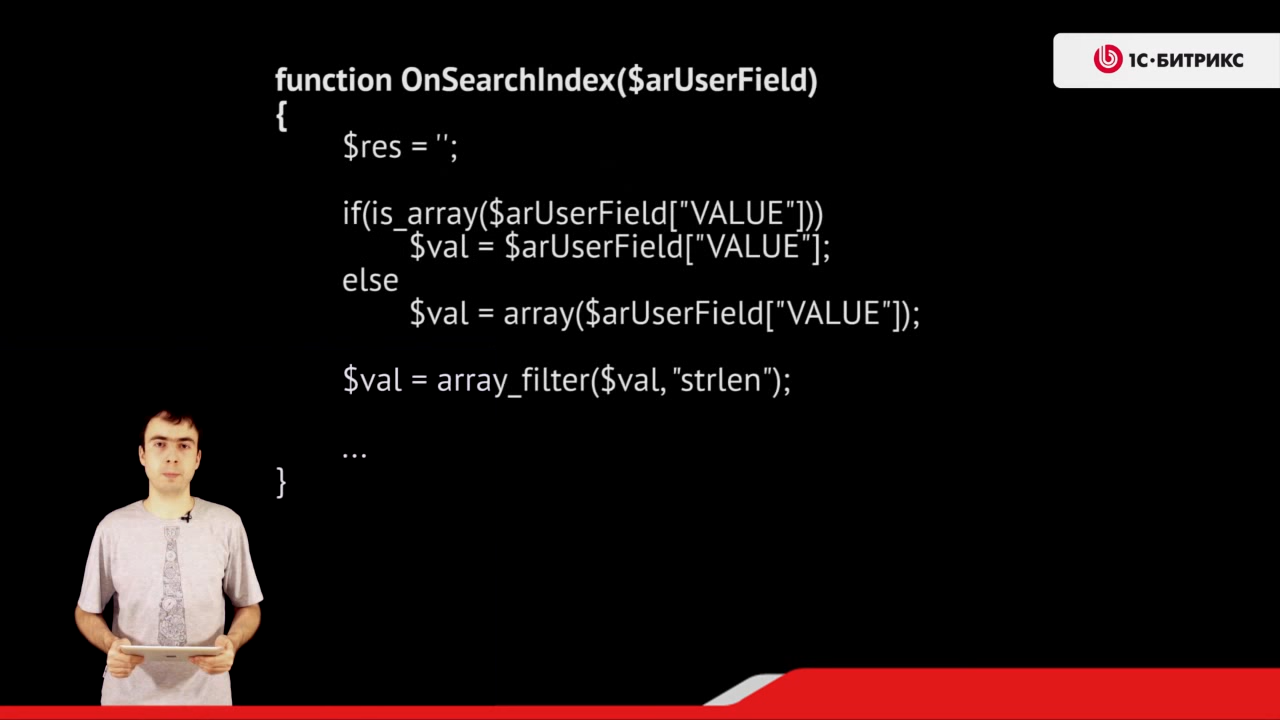 1С•БИТРИКС
function OnSearchIndex($arUserField)
{
$res = '';
if(is_array($arUserField["VALUE"]))
$val = $arUserField["VALUE"];
else
$val = array($arUserField["VALUE"]);
$val = array_filter($val, "strlen");
...
}